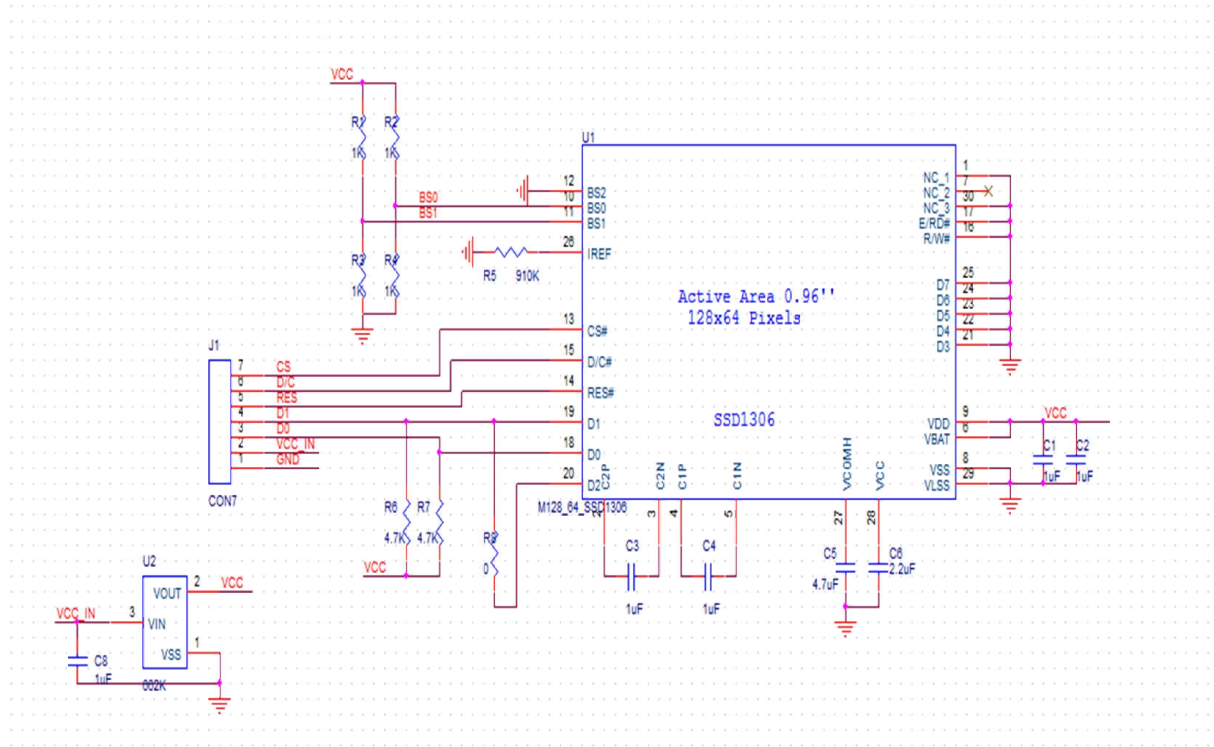 VCC
R1
R2
1K
1K
U1
12
BS2
BS0
10
BS0
BS1
11
BS1
26
IREF
R5
910K
R3
R4
1K
1K
1
NC_1
7
NC_2
30
NC_3
17
E/RD#
16
R/W#
25
D7
24
D6
23
D5
22
D4
21
D3
Active Area 0.96''
128x64 Pixels
13
CS#
15
D/C#
14
RES#
19
D1
18
D0
20
D2
J1
7
CS
6
D/C
5
RES
4
D1
3
D0
2
VCC_IN
1
GND
CON7
SSD1306
9
VDD
VCC
6
VBAT
8
VSS
29
VLSS
C1
C2
1uF
1uF
C2P
C2N
C1P
C1N
VCOMH
VCC
M128_64_SSD1306
2
3
4
5
27
28
R6
R7
4.7K
4.7K
R8
0
VCC
C3
1uF
C4
1uF
C5
4.7uF
C6
2.2uF
U2
VOUT
2
VCC
VCC_IN
3
VIN
1
VSS
C8
1uF
662K